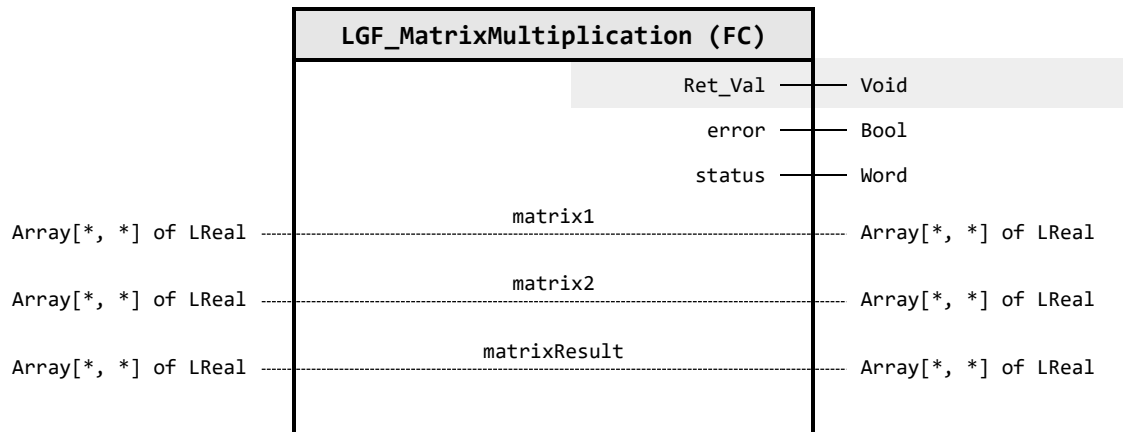 LGF_MatrixMultiplication (FC)
Ret_Val Void
error Bool
status Word
Array[*, *] of LReal matrix1 Array[*, *] of LReal
Array[*, *] of LReal matrix2 Array[*, *] of LReal
Array[*, *] of LReal matrixResult Array[*, *] of LReal